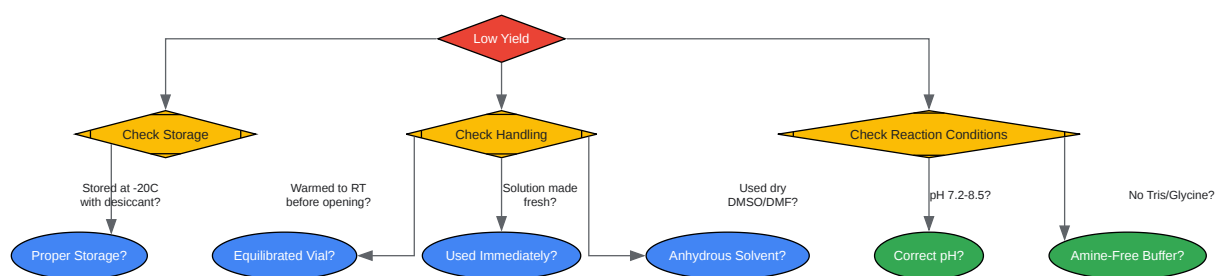 Low Yield
Check Storage
Check Handling
Check Reaction Conditions
Stored at -20C
with desiccant?
Warmed to RT
before opening?
Solution made
fresh?
Used dry
DMSO/DMF?
pH 7.2-8.5?
No Tris/Glycine?
Proper Storage?
Equilibrated Vial?
Used Immediately?
Anhydrous Solvent?
Correct pH?
Amine-Free Buffer?